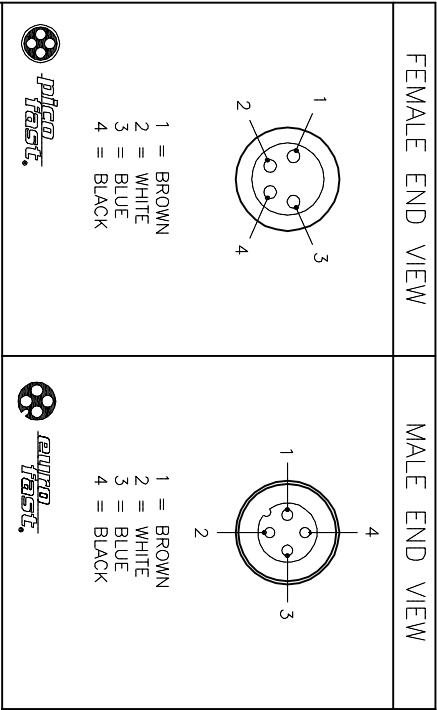 FEMALE END VIEW
1
3
2
4
1 = BROWN
2 = WHITE
3 = BLUE
4 = BLACK
pico
fast®
MALE END VIEW
4
1
3
2
1 = BROWN
2 = WHITE
3 = BLUE
4 = BLACK
euro
fast®